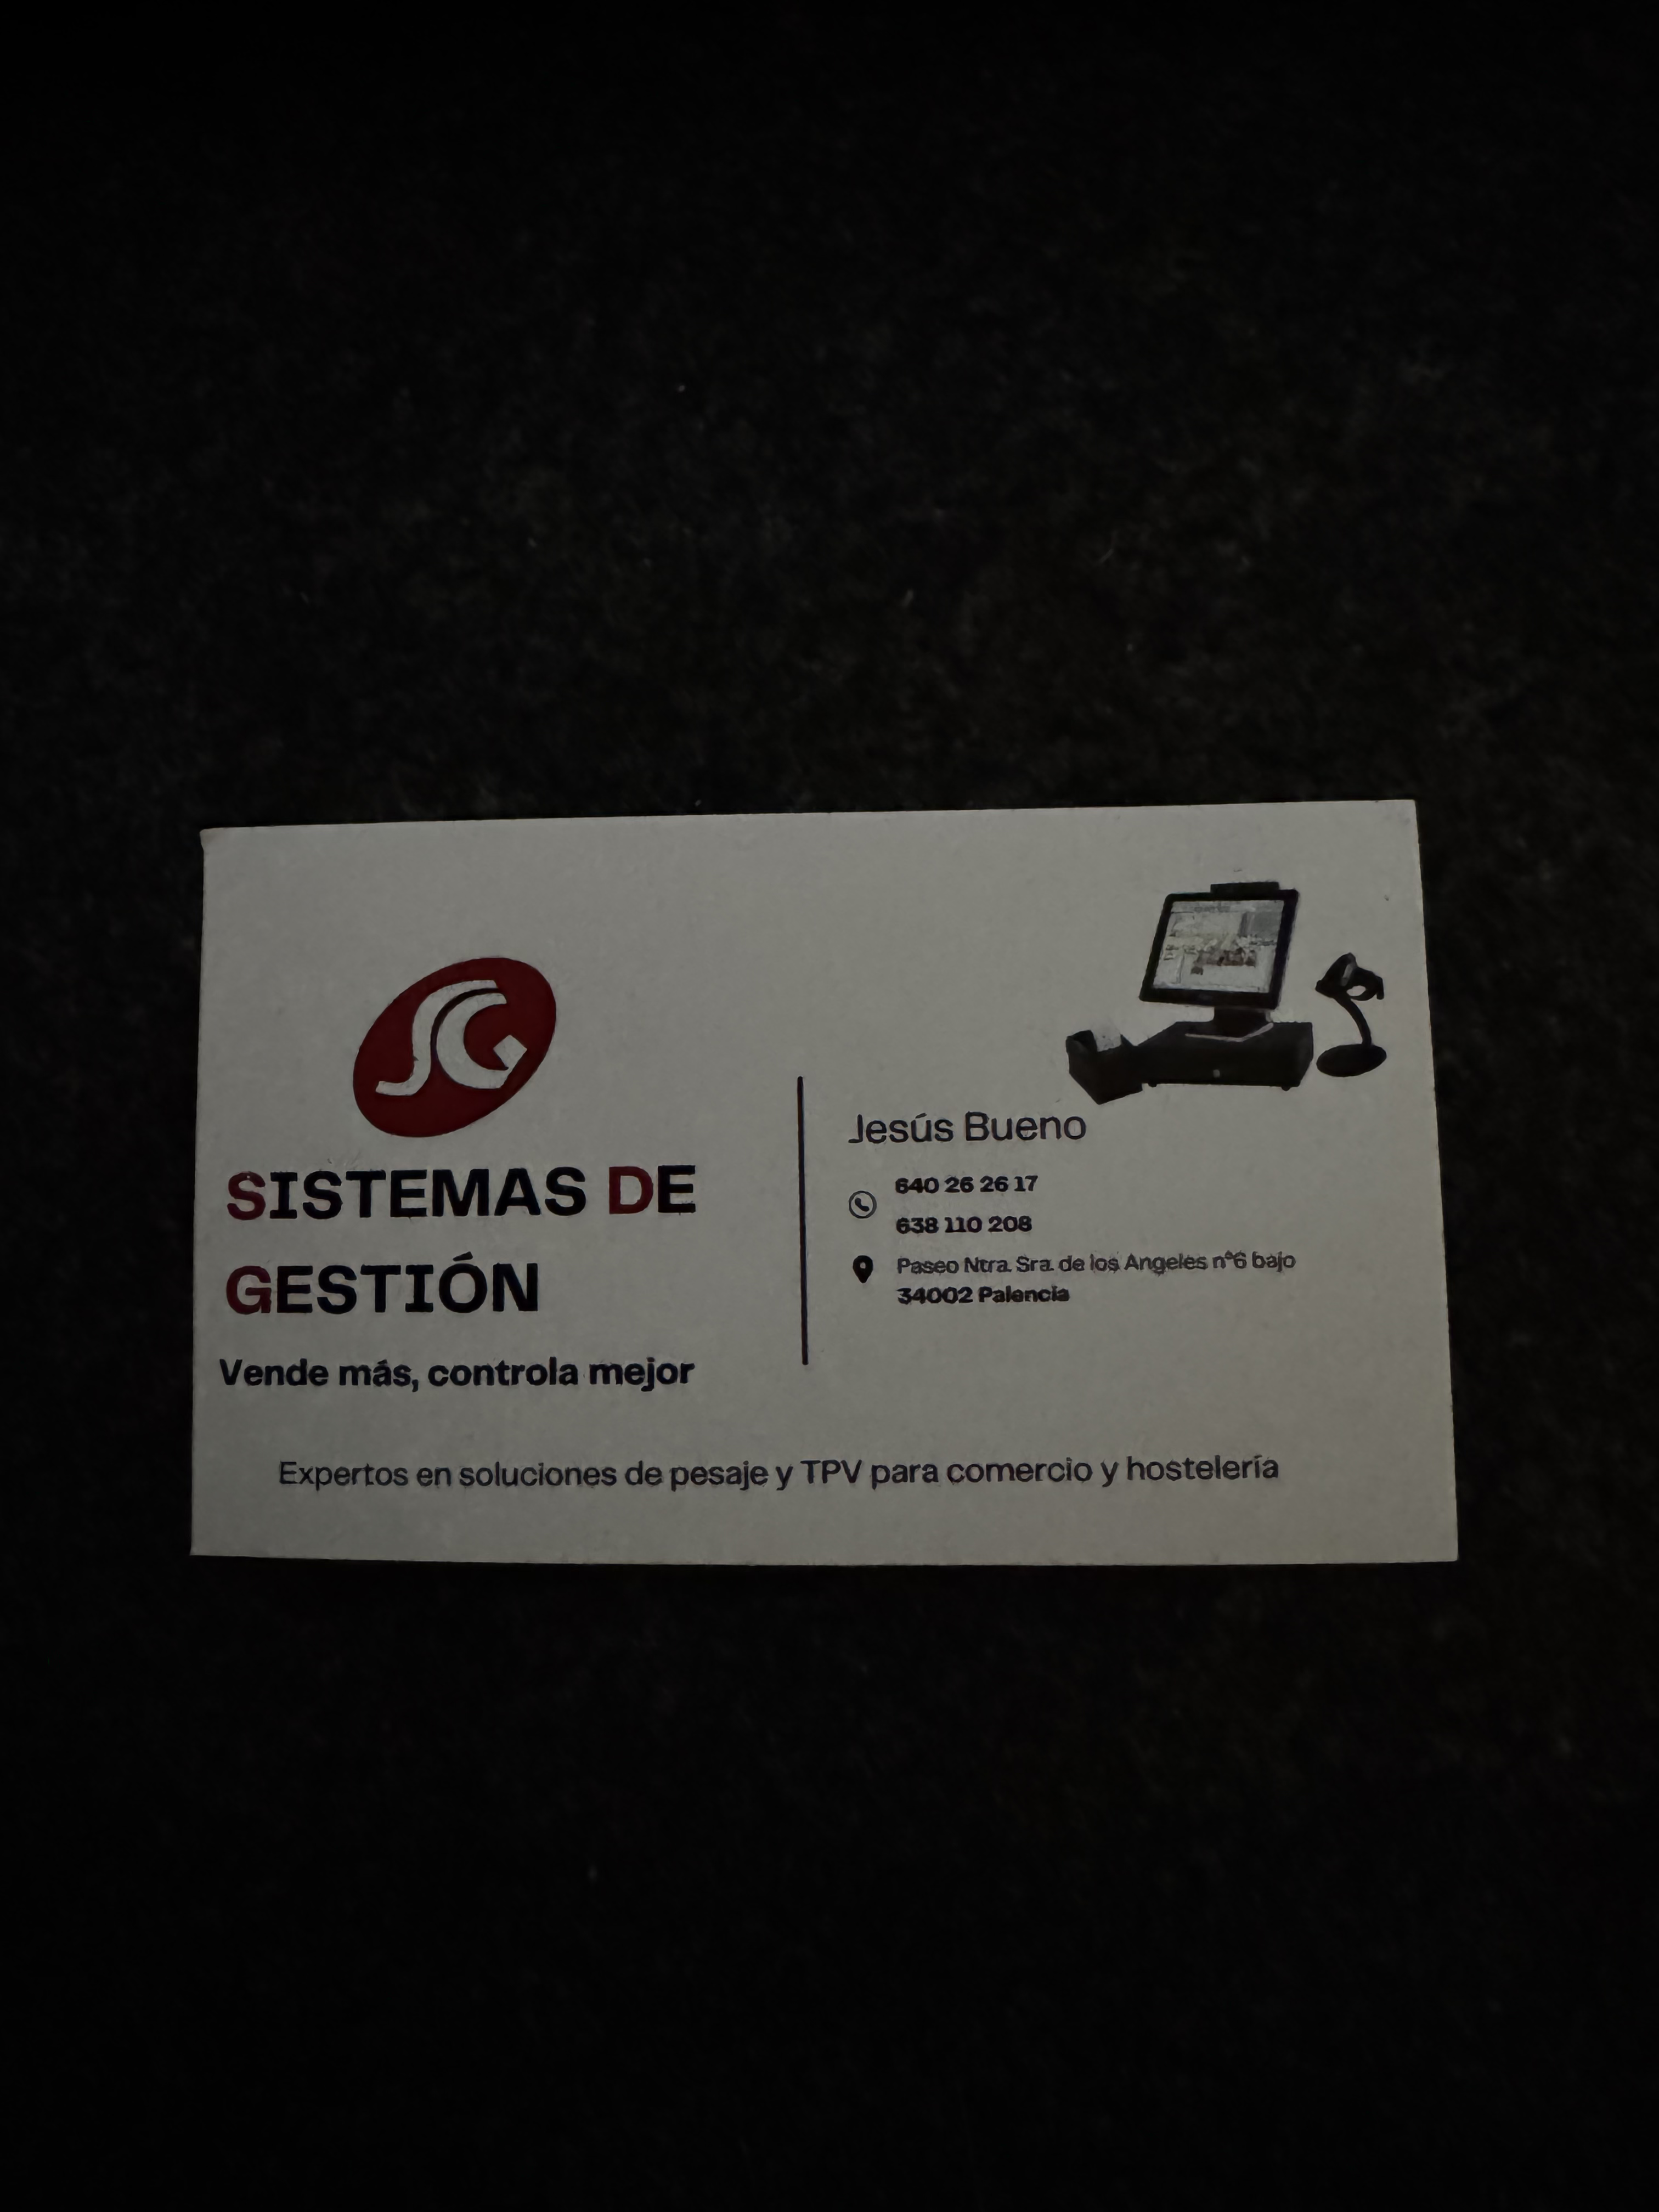 SG
SISTEMAS DE
GESTIÓN
Vende más, controla mejor
Jesús Bueno
640 26 26 17
638 110 208
Paseo Ntra. Sra. de los Angeles nº6 bajo
34002 Palencia
Expertos en soluciones de pesaje y TPV para comercio y hostelería